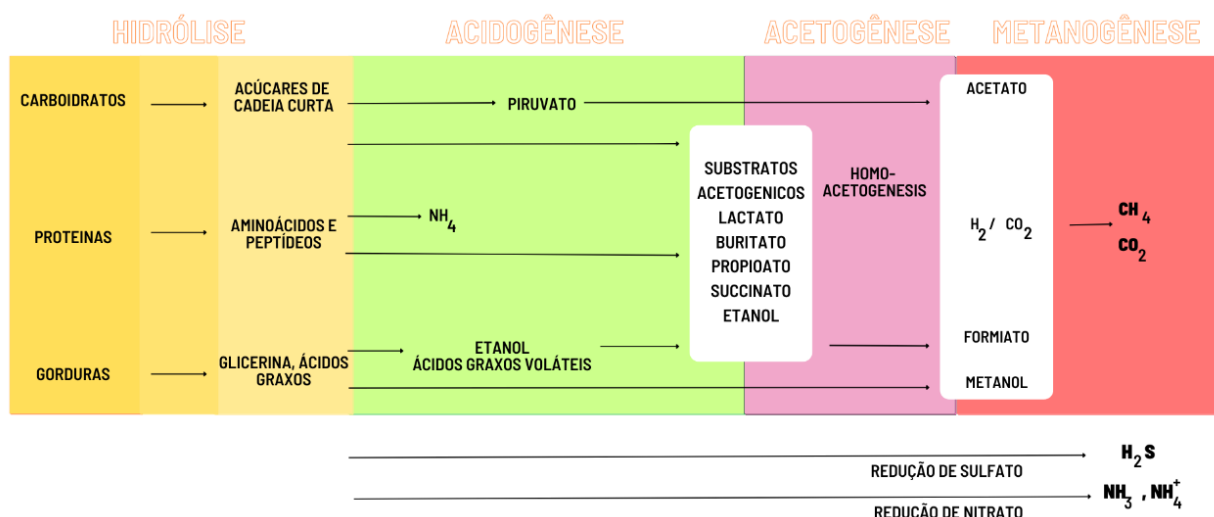 HIDRÓLISE
ACIDOGÊNESE
ACETOGÊNESE
METANOGÊNESE
CARBOIDRATOS
ACÚCARES DE
CADEIA CURTA
PIRUVATO
ACETATO
SUBSTRATOS
ACETOGENICOS
LACTATO
BURITATO
PROPIOATO
SUCCINATO
ETANOL
HOMO-
ACETOGENESIS
PROTEINAS
AMINOÁCIDOS E
PEPTÍDEOS
NH4
H2 / CO2
CH4
CO2
GORDURAS
GLICERINA, ÁCIDOS
GRAXOS
ETANOL
ÁCIDOS GRAXOS VOLÁTEIS
FORMIATO
METANOL
H2S
REDUÇÃO DE SULFATO
NH3 , NH4+
REDUÇÃO DE NITRATO